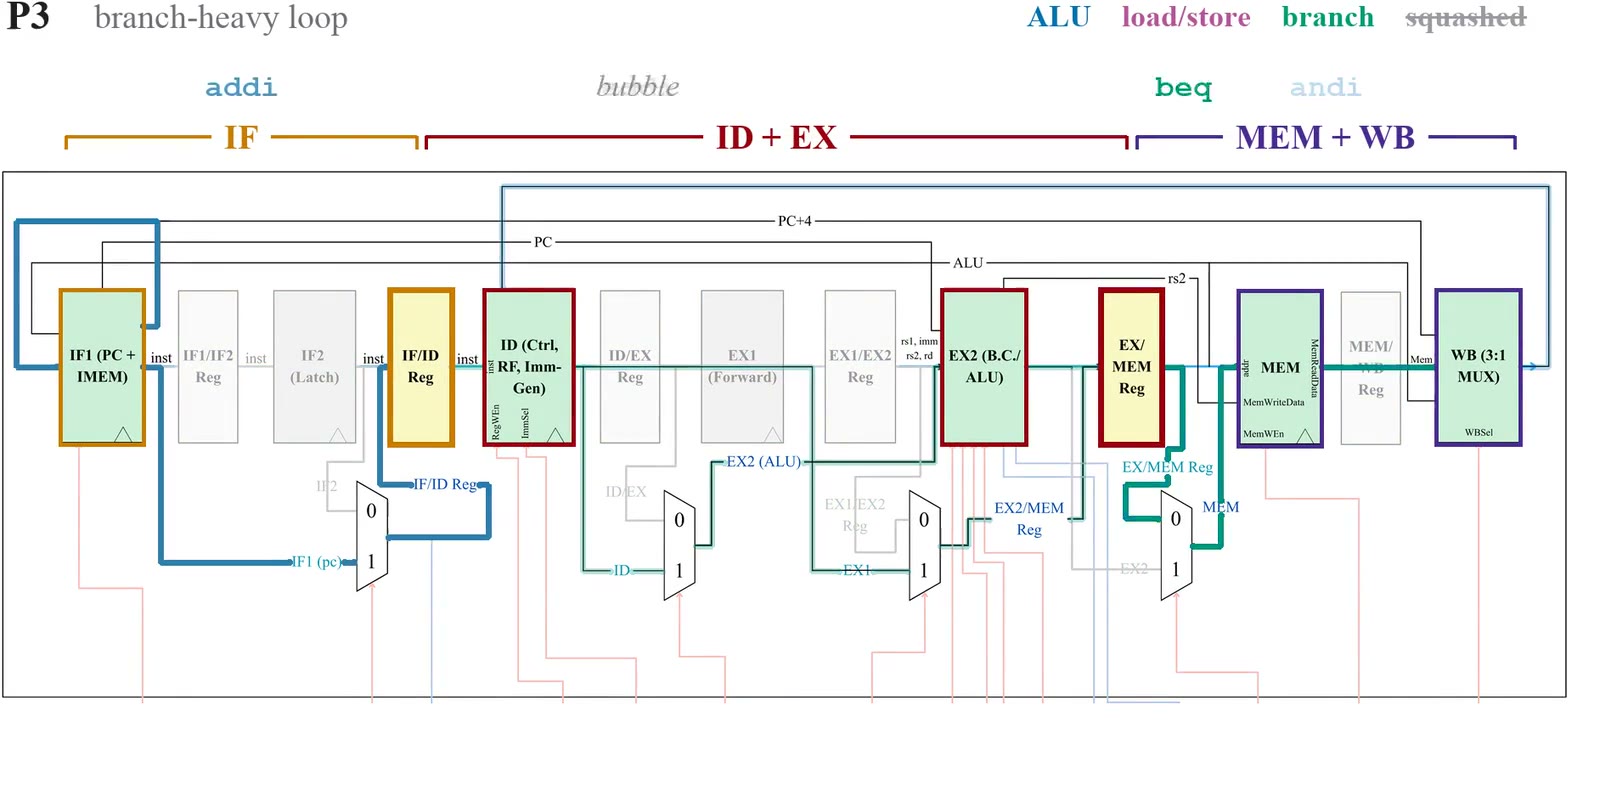 P3 branch-heavy loop ALU load/store branch squashed
addi bubble beq andi
IF ID + EX MEM + WB
PC+4
PC
ALU
rs2
IF1 (PC +
IMEM)
inst
IF1/IF2
Reg
inst
IF2
(Latch)
inst
IF/ID
Reg
inst
ID (Ctrl,
RF, Imm-
Gen)
inst
RegWEn
ImmSel
ID/EX
Reg
EX1
(Forward)
EX1/EX2
Reg
rs1, imm
rs2, rd
EX2 (B.C./
ALU)
EX/
MEM
Reg
addr
MEM
MemReadData
MemWriteData
MemWEn
MEM/
WB
Reg
Mem
WB (3:1
MUX)
WBSel
IF2
IF/ID Reg
0
1
IF1 (pc)
EX2 (ALU)
ID/EX
0
1
ID
EX1/EX2
Reg
0
1
EX1
EX2/MEM
Reg
EX/MEM Reg
MEM
0
1
EX2